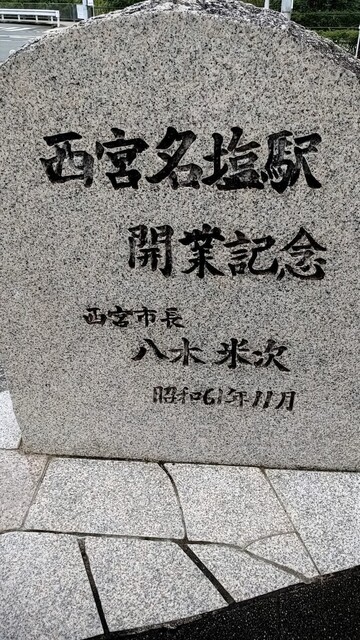 西宮名塩駅
開業記念
西宮市長
八木米次
昭和61年11月